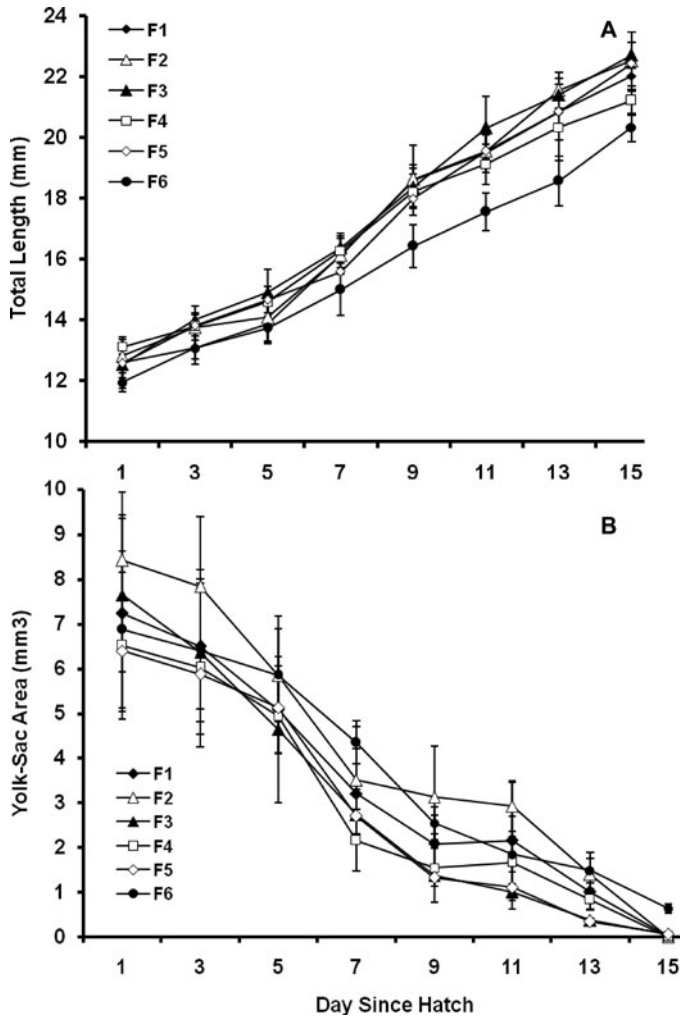 A
F1
F2
F3
F4
F5
F6
Total Length (mm)
24
22
20
18
16
14
12
10
1 3 5 7 9 11 13 15
B
Yolk-Sac Area (mm3)
10
9
8
7
6
5
4
3
2
1
0
F1
F2
F3
F4
F5
F6
1 3 5 7 9 11 13 15
Day Since Hatch